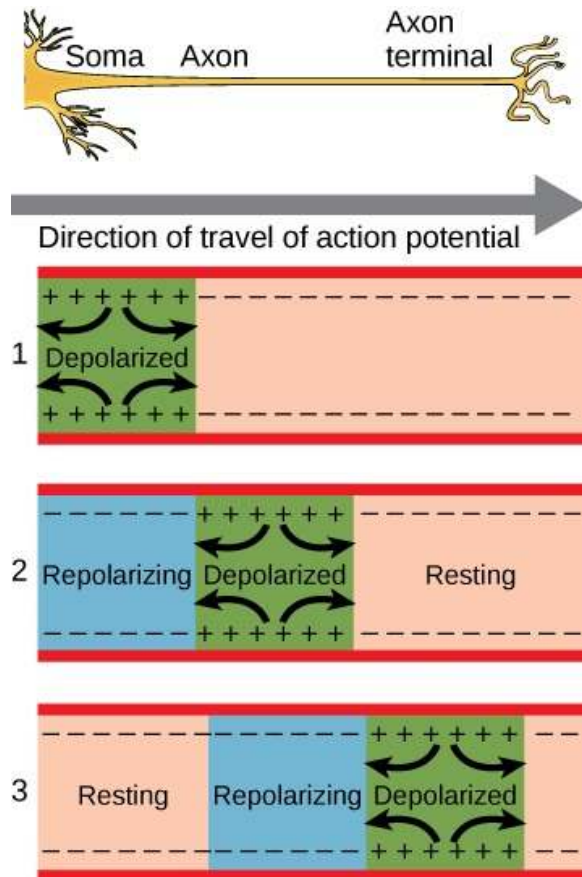 Soma Axon Axon terminal
Direction of travel of action potential
+ + + + + + – – – – – – – – – – – – – – –
1 Depolarized
+ + + + + + – – – – – – – – – – – – – – –
– – – – – – – + + + + + + – – – – – – – – –
2 Repolarizing Depolarized Resting
– – – – – – – + + + + + + – – – – – – – – –
– – – – – – – – – – – – – + + + + + + – –
3 Resting Repolarizing Depolarized
– – – – – – – – – – – – – + + + + + + – –